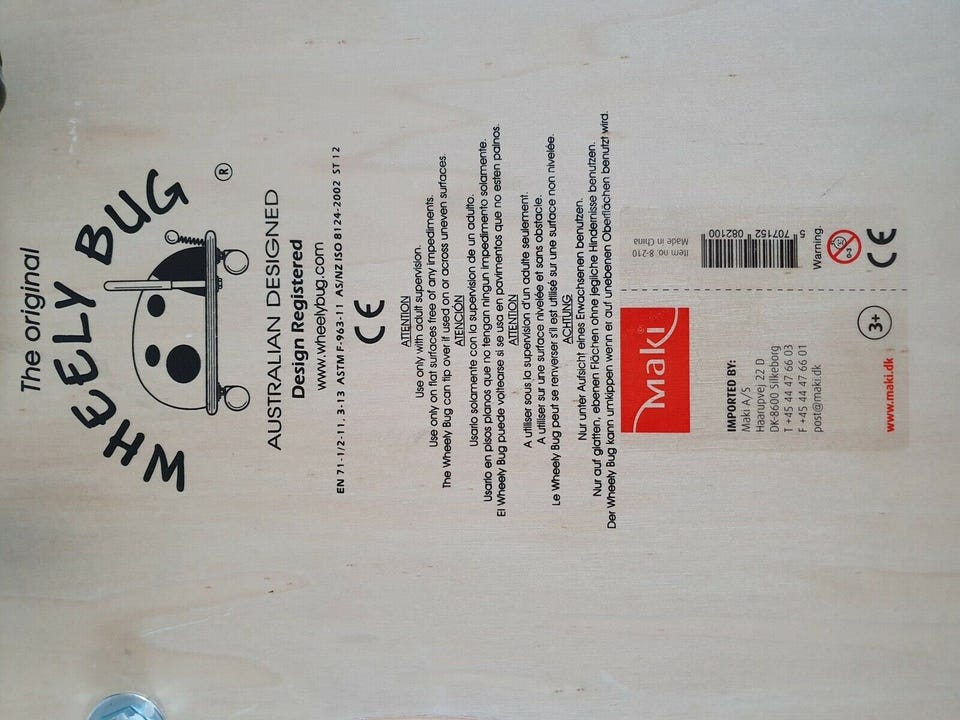 The original
WHEELY BUG
®
AUSTRALIAN DESIGNED
Design Registered
www.wheelybug.com
EN 71-1/2-11, 3-13 ASTM F-963-11 AS/NZ ISO 8124-2002 ST 12
CE
ATTENTION
Use only with adult supervision.
Use only on flat surfaces free of any impediments.
The Wheely Bug can tip over if used on or across uneven surfaces.
ATENCIÓN
Usario solamente con la supervision de un adulto.
Usario en pisos planos que no tengan ningun impedimento solamente.
El Wheely Bug puede voltearse si se usa en pavimentos que no esten palnos.
ATTENTION
A utiliser sous la supervision d'un adulte seulement.
A utiliser sur une surface nivelée et sans obstacle.
Le Wheely Bug peut se renverser s'il est utilisé sur une surface non nivelée.
ACHTUNG
Nur unter Aufsicht eines Erwachsenen benutzen.
Nur auf glatten, ebenen Flächen ohne jegliche Hindernisse benutzen.
Der Wheely Bug kann umkippen wenn er auf unebenen Oberflächen benutzt wird.
Maki
IMPORTED BY:
Maki A/S
Haarupvej 22 D
DK-8600 Silkeborg
T +45 44 47 66 03
F +45 44 47 66 01
post@maki.dk
www.maki.dk
3+
Item no 8-210
Made in China
5 707152 082100
Warning.
0-3
CE